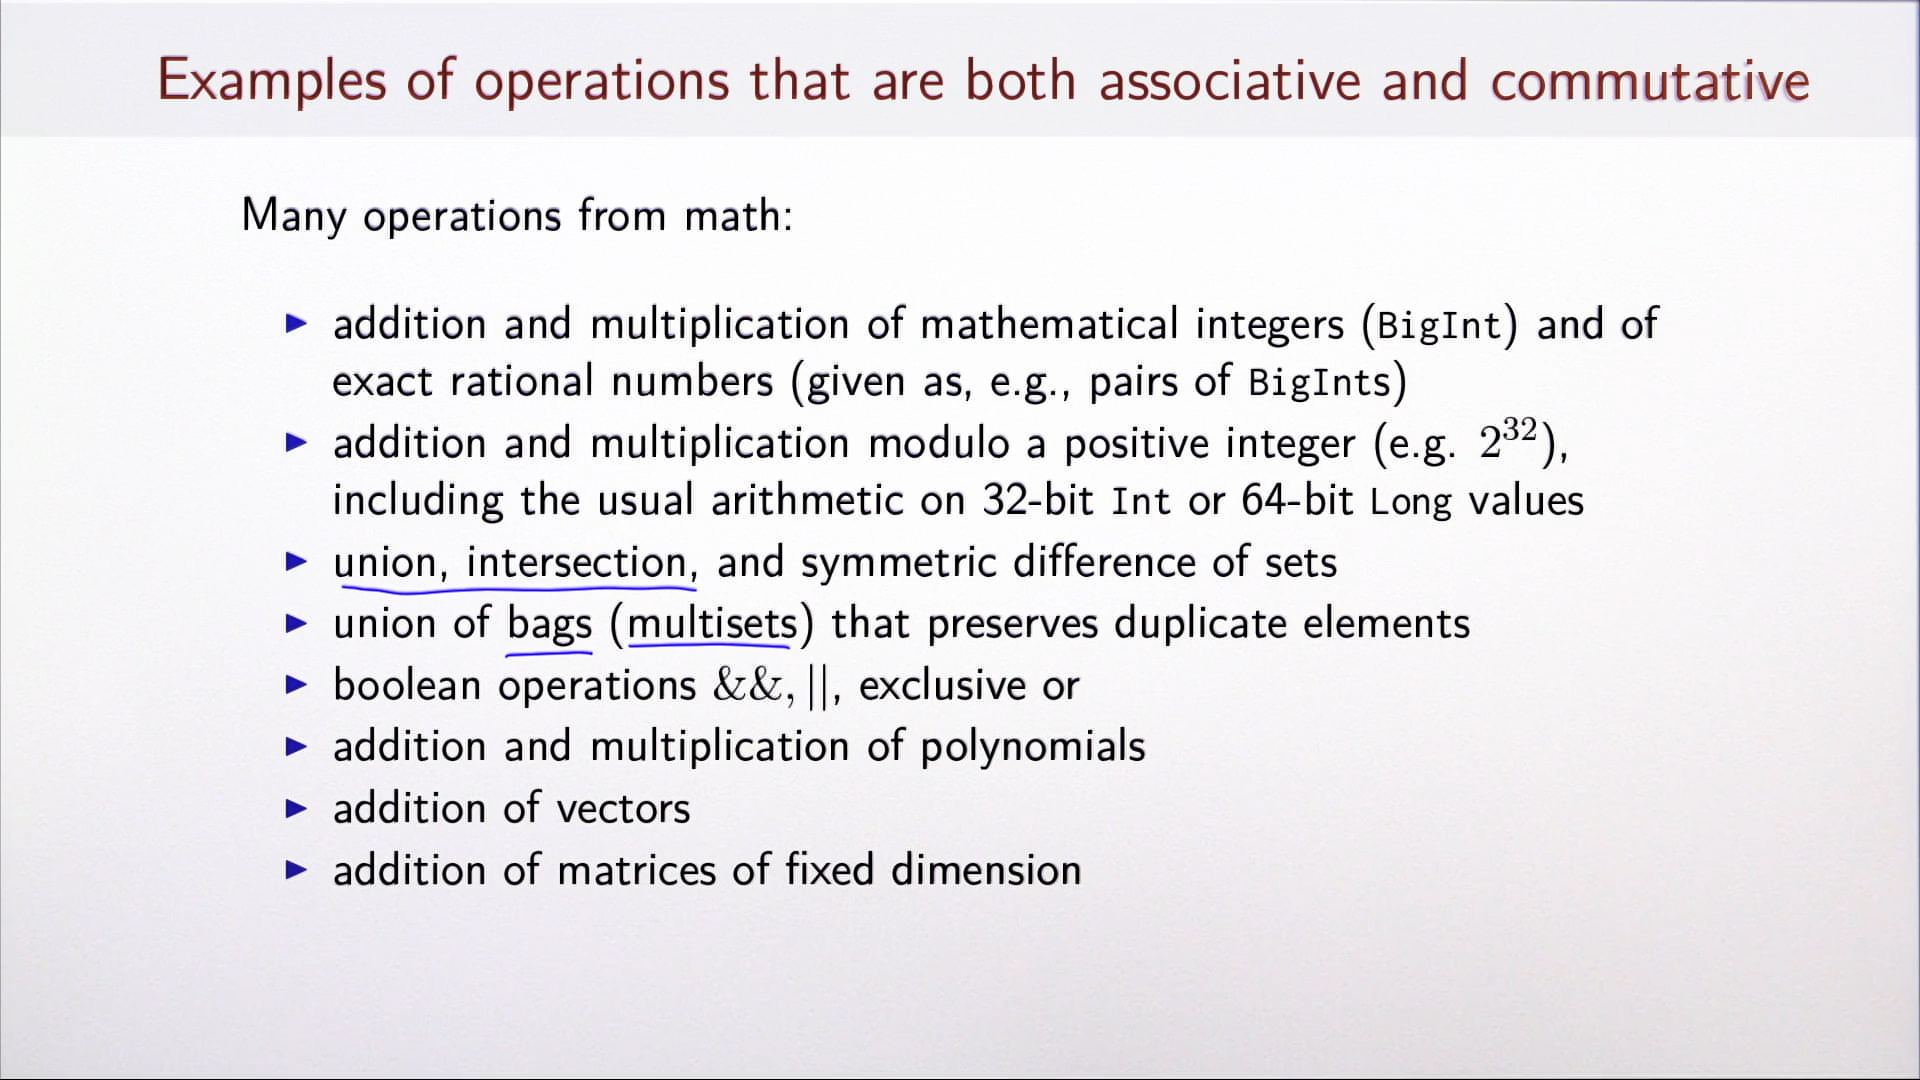 Examples of operations that are both associative and commutative
Many operations from math:
▶ addition and multiplication of mathematical integers (BigInt) and of
exact rational numbers (given as, e.g., pairs of BigInts)
▶ addition and multiplication modulo a positive integer (e.g. 2³²),
including the usual arithmetic on 32-bit Int or 64-bit Long values
▶ union, intersection, and symmetric difference of sets
▶ union of bags (multisets) that preserves duplicate elements
▶ boolean operations &&, ||, exclusive or
▶ addition and multiplication of polynomials
▶ addition of vectors
▶ addition of matrices of fixed dimension